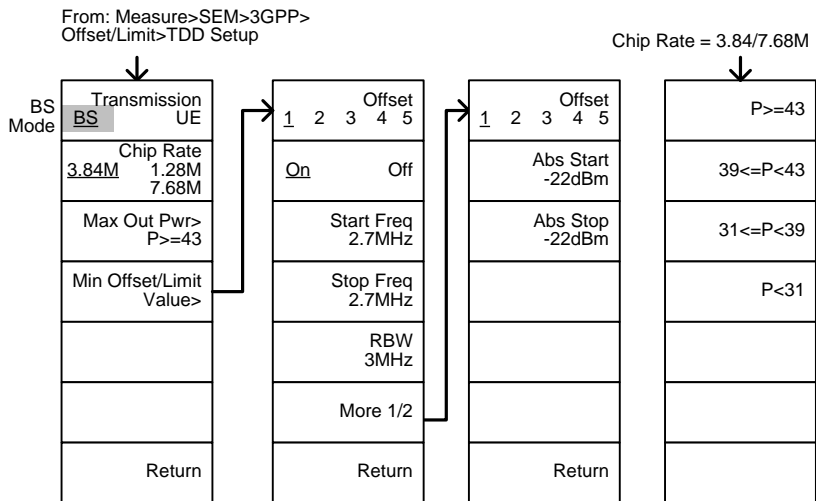 From: Measure>SEM>3GPP>
Offset/Limit>TDD Setup
BS
Mode
Transmission
BS UE
Chip Rate
3.84M 1.28M
7.68M
Max Out Pwr>
P>=43
Min Offset/Limit
Value>
Return
Offset
1 2 3 4 5
On Off
Start Freq
2.7MHz
Stop Freq
2.7MHz
RBW
3MHz
More 1/2
Return
Offset
1 2 3 4 5
Abs Start
-22dBm
Abs Stop
-22dBm
Return
Chip Rate = 3.84/7.68M
P>=43
39<=P<43
31<=P<39
P<31